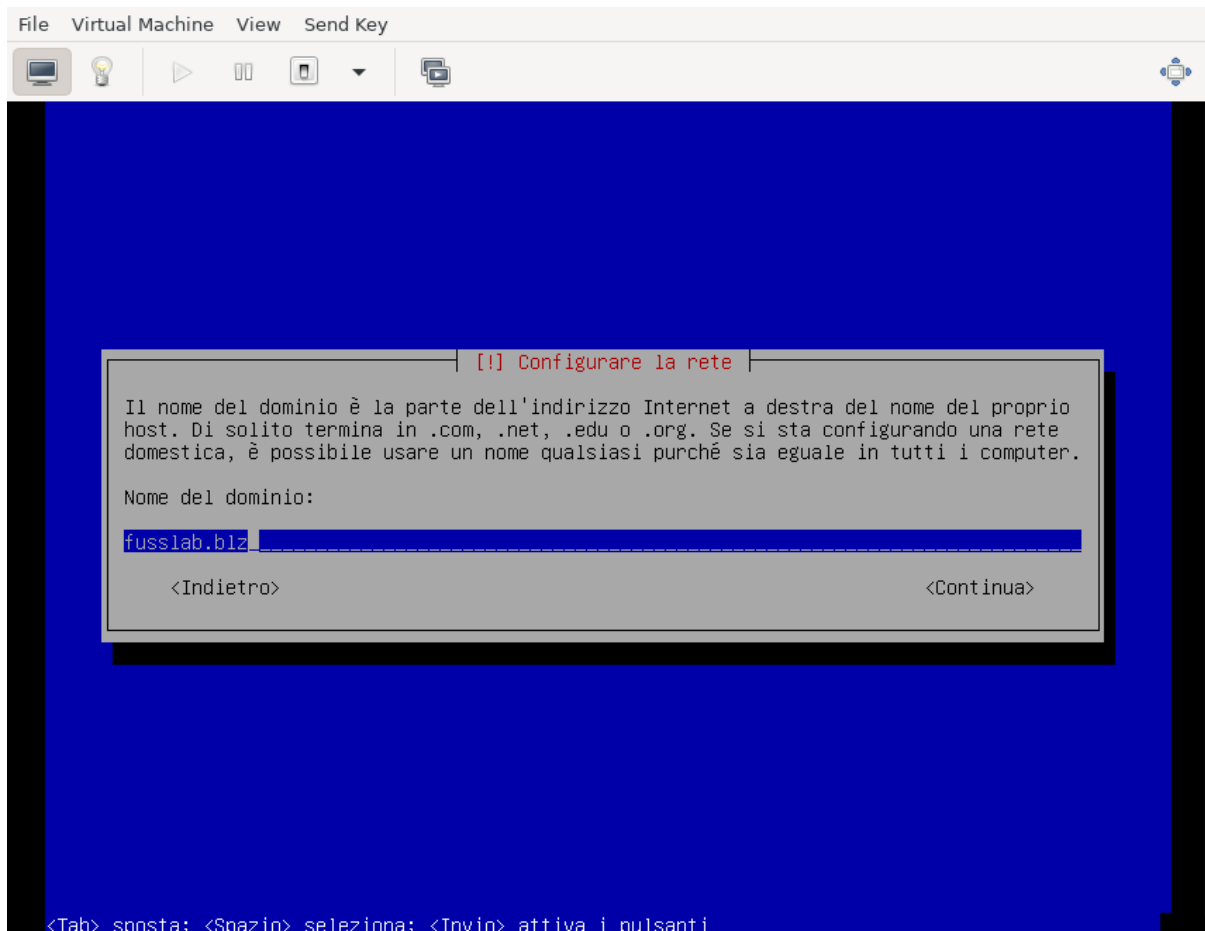 File Virtual Machine View Send Key
[!] Configurare la rete
Il nome del dominio è la parte dell'indirizzo Internet a destra del nome del proprio
host. Di solito termina in .com, .net, .edu o .org. Se si sta configurando una rete
domestica, è possibile usare un nome qualsiasi purché sia eguale in tutti i computer.
Nome del dominio:
fusslab.blz
<Indietro> <Continua>
<Tab> sposta; <Spazio> seleziona; <Invio> attiva i pulsanti